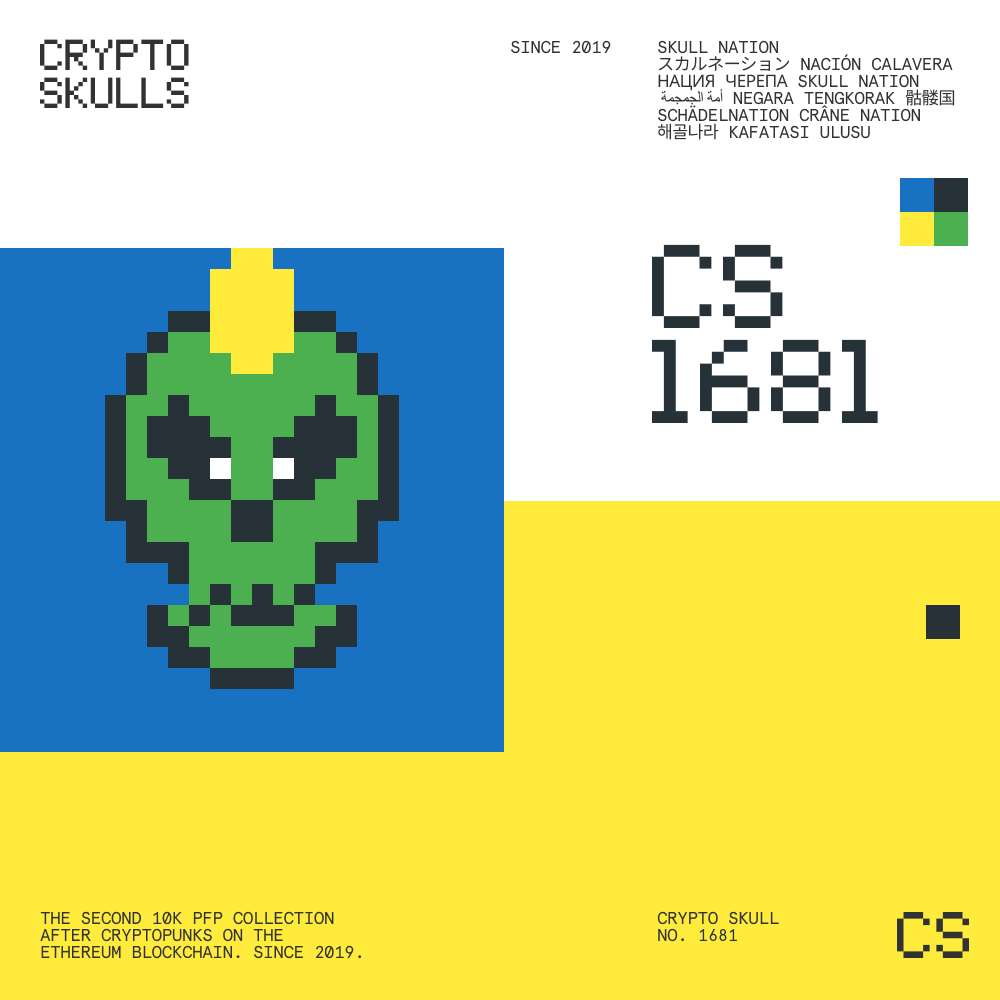 CRYPTO
SKULLS
SINCE 2019
SKULL NATION
スカルネーション NACIÓN CALAVERA
НАЦИЯ ЧЕРЕПА SKULL NATION
أمة الجمجمة NEGARA TENGKORAK 骷髅国
SCHÄDELNATION CRÂNE NATION
해골나라 KAFATASI ULUSU
CS
1681
THE SECOND 10K PFP COLLECTION
AFTER CRYPTOPUNKS ON THE
ETHEREUM BLOCKCHAIN. SINCE 2019.
CRYPTO SKULL
NO. 1681
CS